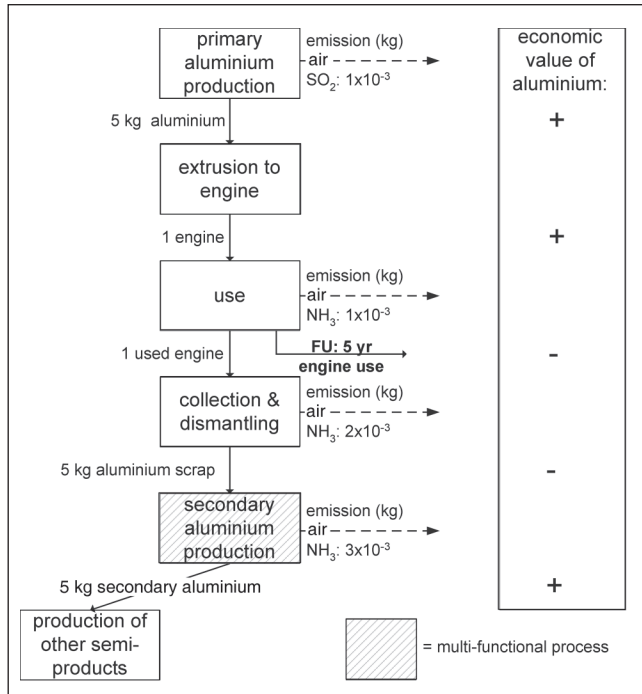 primary
aluminium
production
emission (kg)
air
SO₂: 1x10⁻³
economic
value of
aluminium:
5 kg aluminium
+
extrusion to
engine
1 engine
+
use
emission (kg)
air
NH₃: 1x10⁻³
1 used engine
FU: 5 yr
engine use
-
collection &
dismantling
emission (kg)
air
NH₃: 2x10⁻³
5 kg aluminium scrap
-
secondary
aluminium
production
emission (kg)
air
NH₃: 3x10⁻³
5 kg secondary aluminium
+
production of
other semi-
products
= multi-functional process